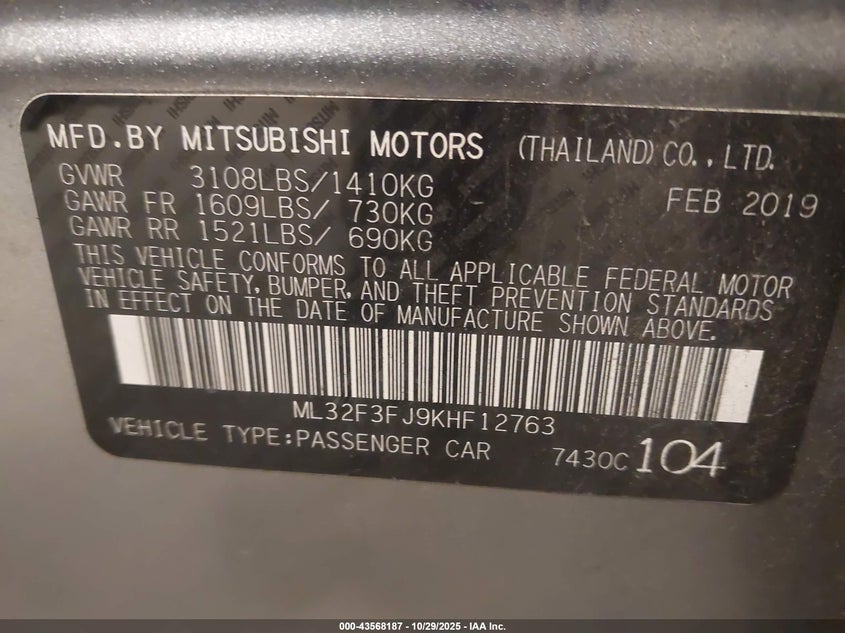 MFD.BY MITSUBISHI MOTORS (THAILAND) CO., LTD.
GVWR 3108LBS/1410KG FEB 2019
GAWR FR 1609LBS/ 730KG
GAWR RR 1521LBS/ 690KG
THIS VEHICLE CONFORMS TO ALL APPLICABLE FEDERAL MOTOR
VEHICLE SAFETY, BUMPER, AND THEFT PREVENTION STANDARDS
IN EFFECT ON THE DATE OF MANUFACTURE SHOWN ABOVE.
ML32F3FJ9KHF12763
VEHICLE TYPE:PASSENGER CAR 7430C 104
000-43568187 - 10/29/2025 - IAA Inc.